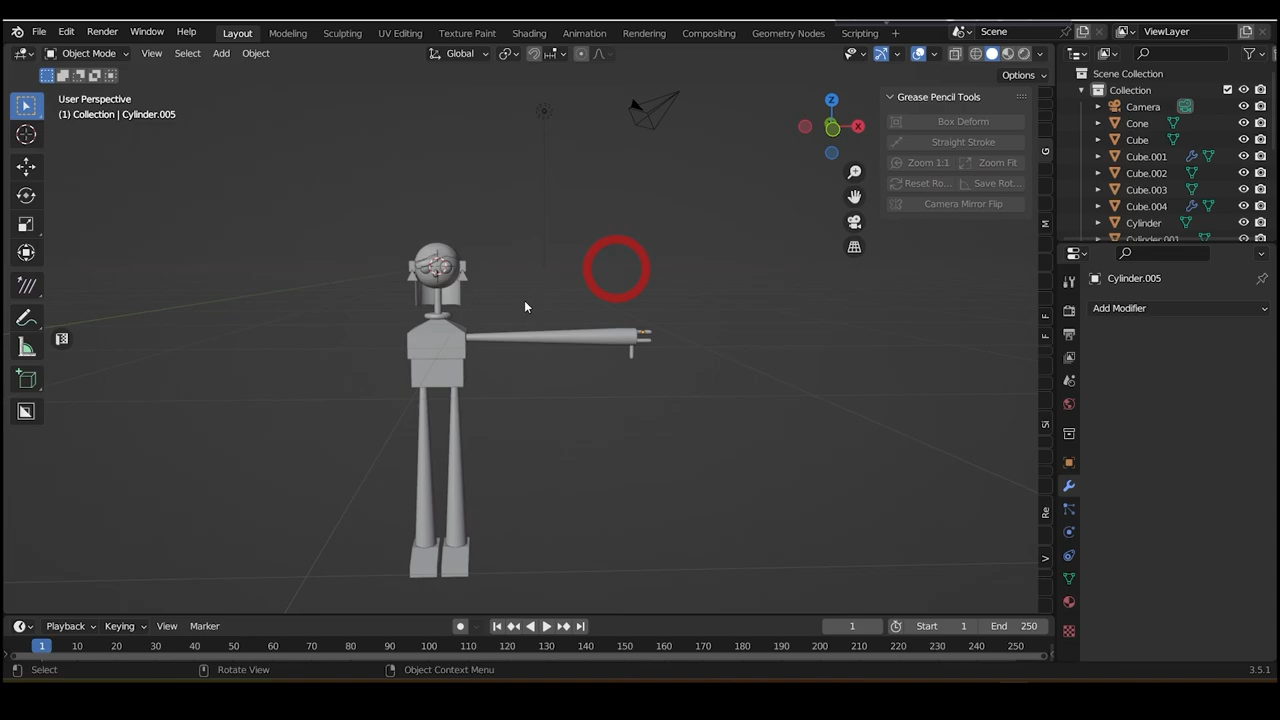 File Edit Render Window Help Layout Modeling Sculpting UV Editing Texture Paint Shading Animation Rendering Compositing Geometry Nodes Scripting + Scene ViewLayer
Object Mode View Select Add Object Global
Options
User Perspective
(1) Collection | Cylinder.005
Grease Pencil Tools
Box Deform
Straight Stroke
Zoom 1:1 Zoom Fit
Reset Ro... Save Rot...
Camera Mirror Flip
Z
X
G
M
F
F
Si
Re
V
Scene Collection
Collection
Camera
Cone
Cube
Cube.001
Cube.002
Cube.003
Cube.004
Cylinder
Cylinder.001
Cylinder.005
Add Modifier
Playback Keying View Marker 1 Start 1 End 250
1 10 20 30 40 50 60 70 80 90 100 110 120 130 140 150 160 170 180 190 200 210 220 230 240 250
Select Rotate View Object Context Menu 3.5.1